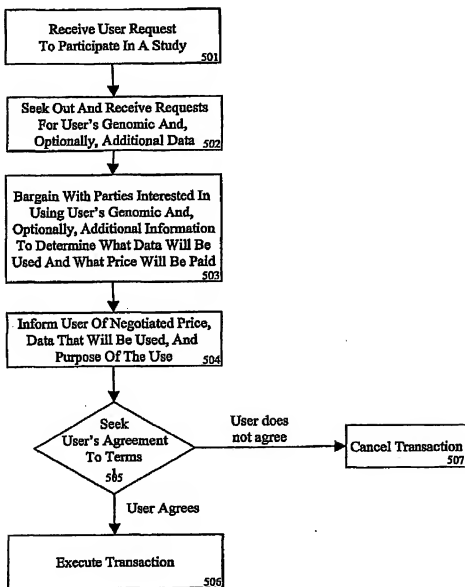 Receive User Request
To Participate In A Study
501
Seek Out And Receive Requests
For User's Genomic And,
Optionally, Additional Data
502
Bargain With Parties Interested In
Using User's Genomic And,
Optionally, Additional Information
To Determine What Data Will Be
Used And What Price Will Be Paid
503
Inform User Of Negotiated Price,
Data That Will Be Used, And
Purpose Of The Use
504
Seek
User's Agreement
To Terms
505
User does
not agree
Cancel Transaction
507
User Agrees
Execute Transaction
506